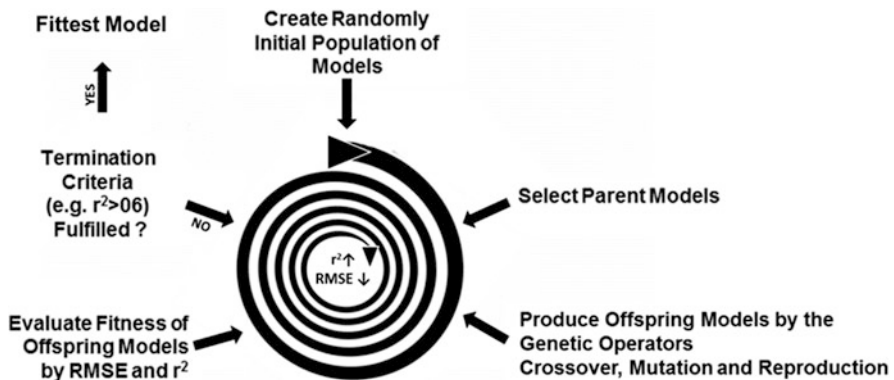 Fittest Model
YES
Termination
Criteria
(e.g. r²>06)
Fulfilled ?
NO
Create Randomly
Initial Population of
Models
Select Parent Models
Produce Offspring Models by the
Genetic Operators
Crossover, Mutation and Reproduction
Evaluate Fitness of
Offspring Models
by RMSE and r²
r²↑
RMSE ↓